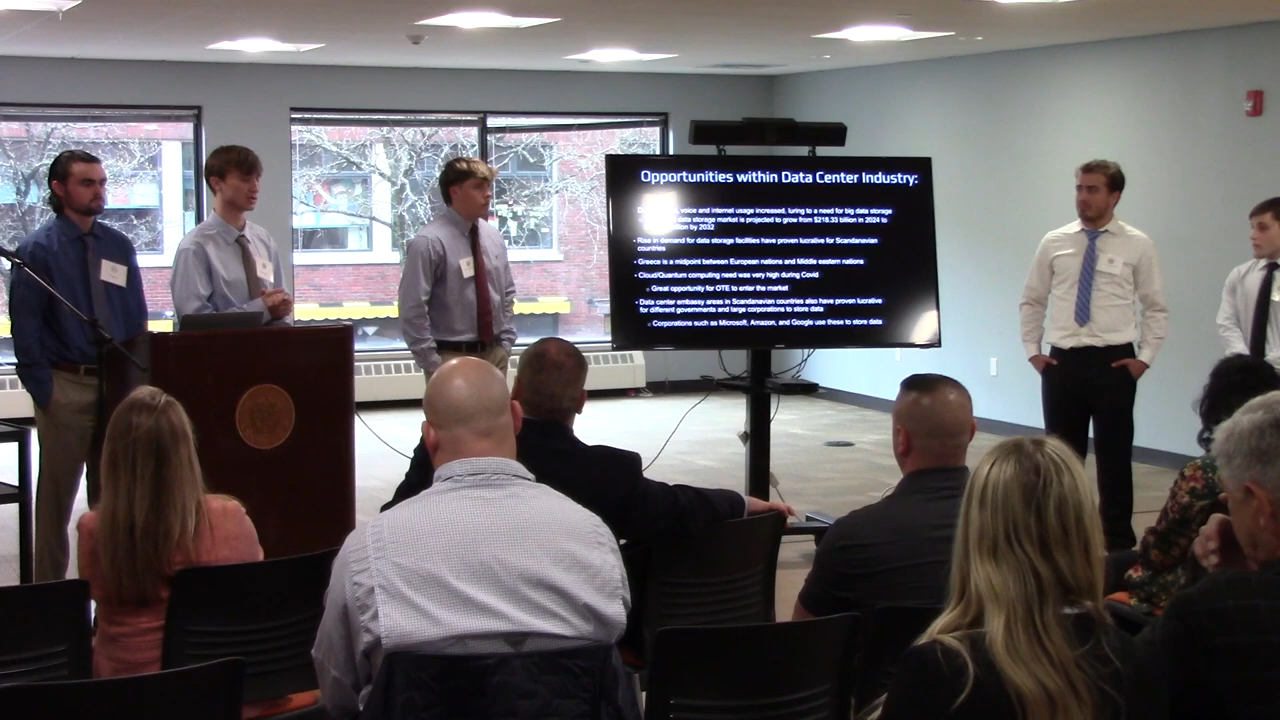 Opportunities within Data Center Industry:
voice and internet usage increased, luring to a need for big data storage
data storage market is projected to grow from $218.33 billion in 2024 to
by 2032
• Rise in demand for data storage facilities have proven lucrative for Scandanavian
countries
• Greece is a midpoint between European nations and Middle eastern nations
• Cloud/Quantum computing need was very high during Covid
○ Great opportunity for OTE to enter the market
• Data center embassy areas in Scandanavian countries also have proven lucrative
for different governments and large corporations to store data
○ Corporations such as Microsoft, Amazon, and Google use these to store data